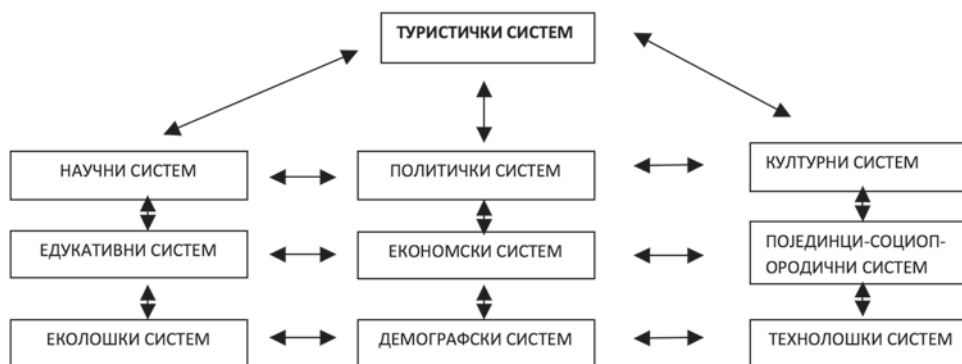 ТУРИСТИЧКИ СИСТЕМ
НАУЧНИ СИСТЕМ
ПОЛИТИЧКИ СИСТЕМ
КУЛТУРНИ СИСТЕМ
ЕДУКАТИВНИ СИСТЕМ
ЕКОНОМСКИ СИСТЕМ
ПОЈЕДИНЦИ-СОЦИОП-
ОРОДИЧНИ СИСТЕМ
ЕКОЛОШКИ СИСТЕМ
ДЕМОГРАФСКИ СИСТЕМ
ТЕХНОЛОШКИ СИСТЕМ